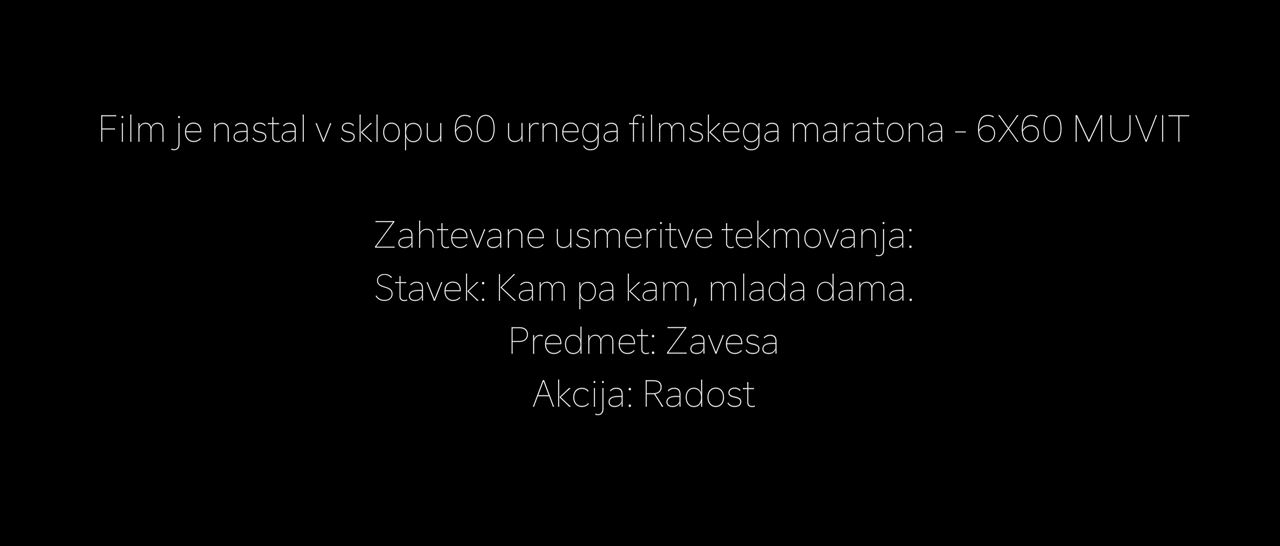 Film je nastal v sklopu 60 urnega filmskega maratona - 6X60 MUVIT
Zahtevane usmeritve tekmovanja:
Stavek: Kam pa kam, mlada dama.
Predmet: Zavesa
Akcija: Radost